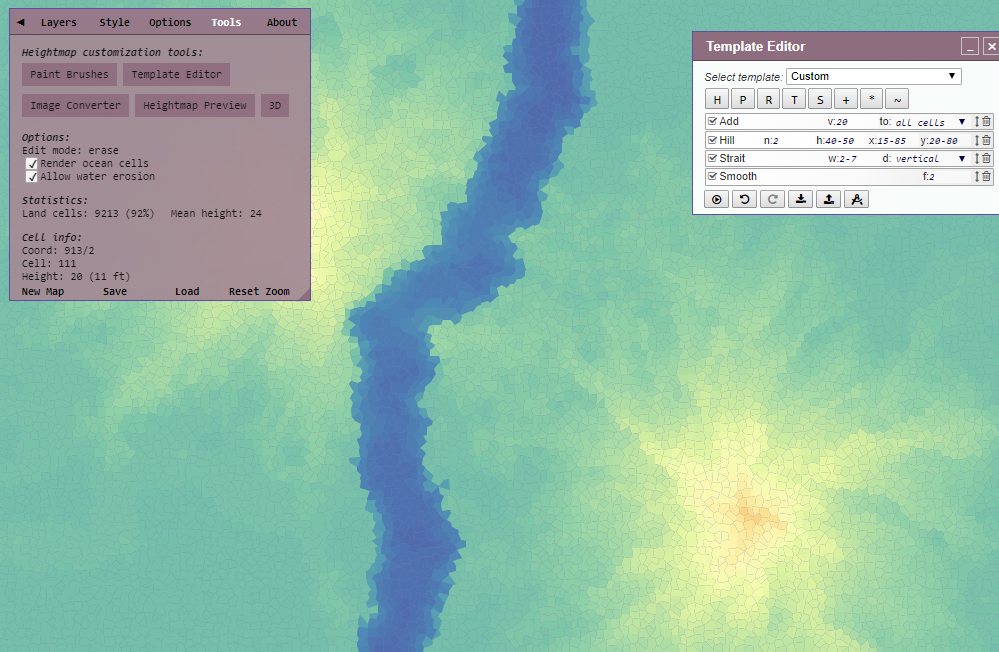 ◀ Layers Style Options Tools About
Heightmap customization tools:
Paint Brushes Template Editor
Image Converter Heightmap Preview 3D
Options:
Edit mode: erase
Render ocean cells
Allow water erosion
Statistics:
Land cells: 9213 (92%) Mean height: 24
Cell info:
Coord: 913/2
Cell: 111
Height: 20 (11 ft)
New Map Save Load Reset Zoom
Template Editor
Select template: Custom
H P R T S + * ~
Add v:20 to: all cells
Hill n:2 h:40-50 x:15-85 y:20-80
Strait w:2-7 d: vertical
Smooth f:2